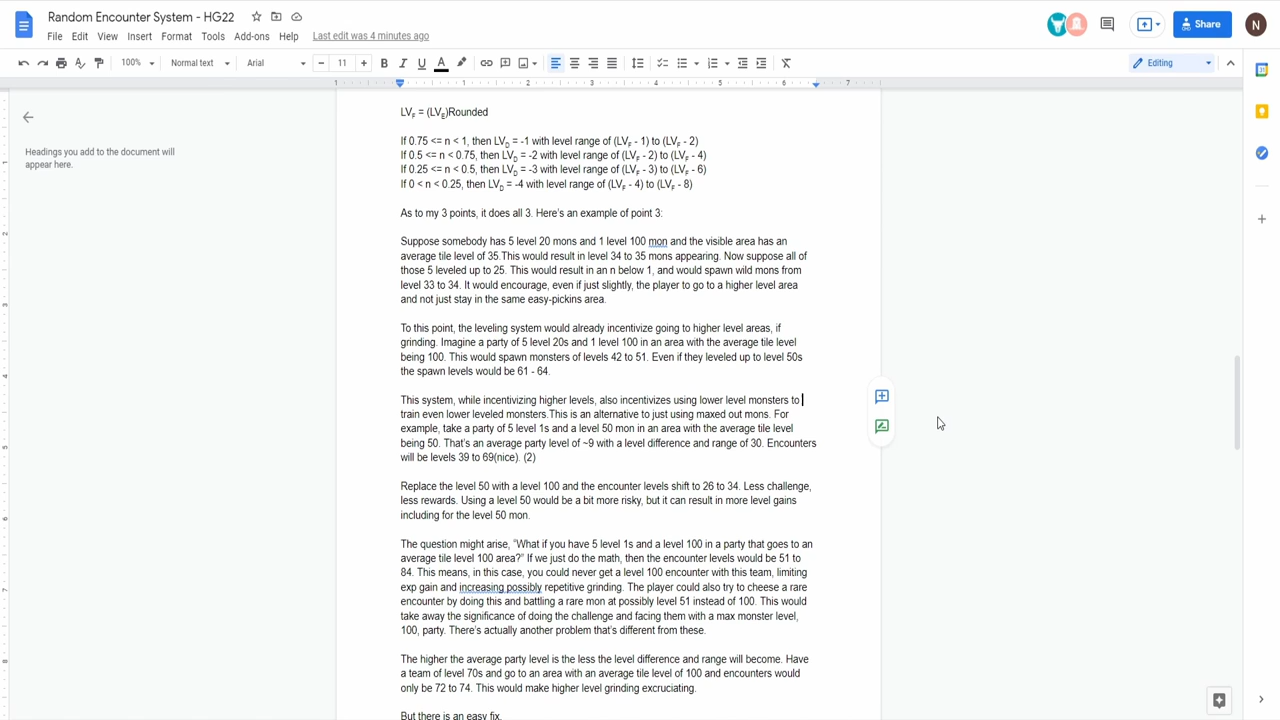 Random Encounter System - HG22
File Edit View Insert Format Tools Add-ons Help Last edit was 4 minutes ago
Share
N
100% Normal text Arial 11 B I U A Editing
1 1 2 3 4 5 6 7
LVF = (LVE)Rounded
If 0.75 <= n < 1, then LVD = -1 with level range of (LVF - 1) to (LVF - 2)
If 0.5 <= n < 0.75, then LVD = -2 with level range of (LVF - 2) to (LVF - 4)
If 0.25 <= n < 0.5, then LVD = -3 with level range of (LVF - 3) to (LVF - 6)
If 0 < n < 0.25, then LVD = -4 with level range of (LVF - 4) to (LVF - 8)
Headings you add to the document will
appear here.
As to my 3 points, it does all 3. Here's an example of point 3:
Suppose somebody has 5 level 20 mons and 1 level 100 mon and the visible area has an
average tile level of 35.This would result in level 34 to 35 mons appearing. Now suppose all of
those 5 leveled up to 25. This would result in an n below 1, and would spawn wild mons from
level 33 to 34. It would encourage, even if just slightly, the player to go to a higher level area
and not just stay in the same easy-pickins area.
To this point, the leveling system would already incentivize going to higher level areas, if
grinding. Imagine a party of 5 level 20s and 1 level 100 in an area with the average tile level
being 100. This would spawn monsters of levels 42 to 51. Even if they leveled up to level 50s
the spawn levels would be 61 - 64.
This system, while incentivizing higher levels, also incentivizes using lower level monsters to
train even lower leveled monsters.This is an alternative to just using maxed out mons. For
example, take a party of 5 level 1s and a level 50 mon in an area with the average tile level
being 50. That's an average party level of ~9 with a level difference and range of 30. Encounters
will be levels 39 to 69(nice). (2)
Replace the level 50 with a level 100 and the encounter levels shift to 26 to 34. Less challenge,
less rewards. Using a level 50 would be a bit more risky, but it can result in more level gains
including for the level 50 mon.
The question might arise, "What if you have 5 level 1s and a level 100 in a party that goes to an
average tile level 100 area?" If we just do the math, then the encounter levels would be 51 to
84. This means, in this case, you could never get a level 100 encounter with this team, limiting
exp gain and increasing possibly repetitive grinding. The player could also try to cheese a rare
encounter by doing this and battling a rare mon at possibly level 51 instead of 100. This would
take away the significance of doing the challenge and facing them with a max monster level,
100, party. There's actually another problem that's different from these.
The higher the average party level is the less the level difference and range will become. Have
a team of level 70s and go to an area with an average tile level of 100 and encounters would
only be 72 to 74. This would make higher level grinding excruciating.
But there is an easy fix.